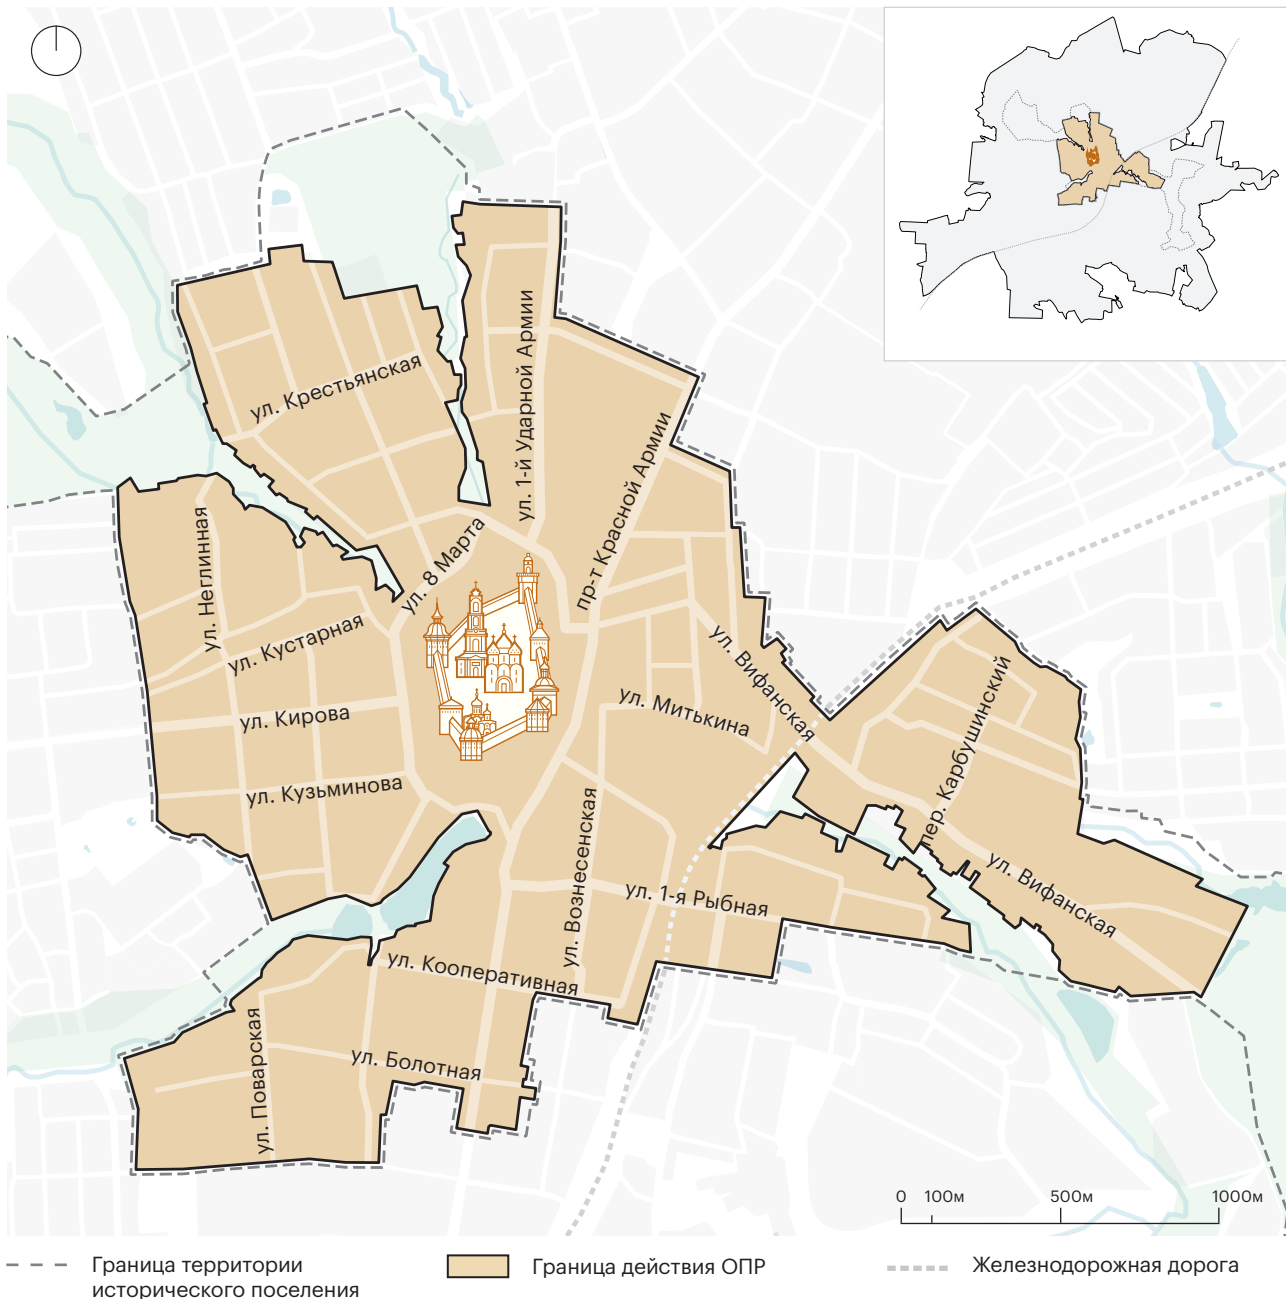 ул. Крестьянская
ул. 1-й Ударной Армии
пр-т Красной Армии
ул. 8 Марта
ул. Неглинная
ул. Кустарная
ул. Кирова
ул. Кузьминова
ул. Митькина
ул. Вифанская
пер. Карбушинский
ул. Вифанская
ул. Вознесенская
ул. 1-я Рыбная
ул. Кооперативная
ул. Болотная
ул. Поварская
0 100м 500м 1000м
Граница территории
исторического поселения
Граница действия ОПР
Железнодорожная дорога